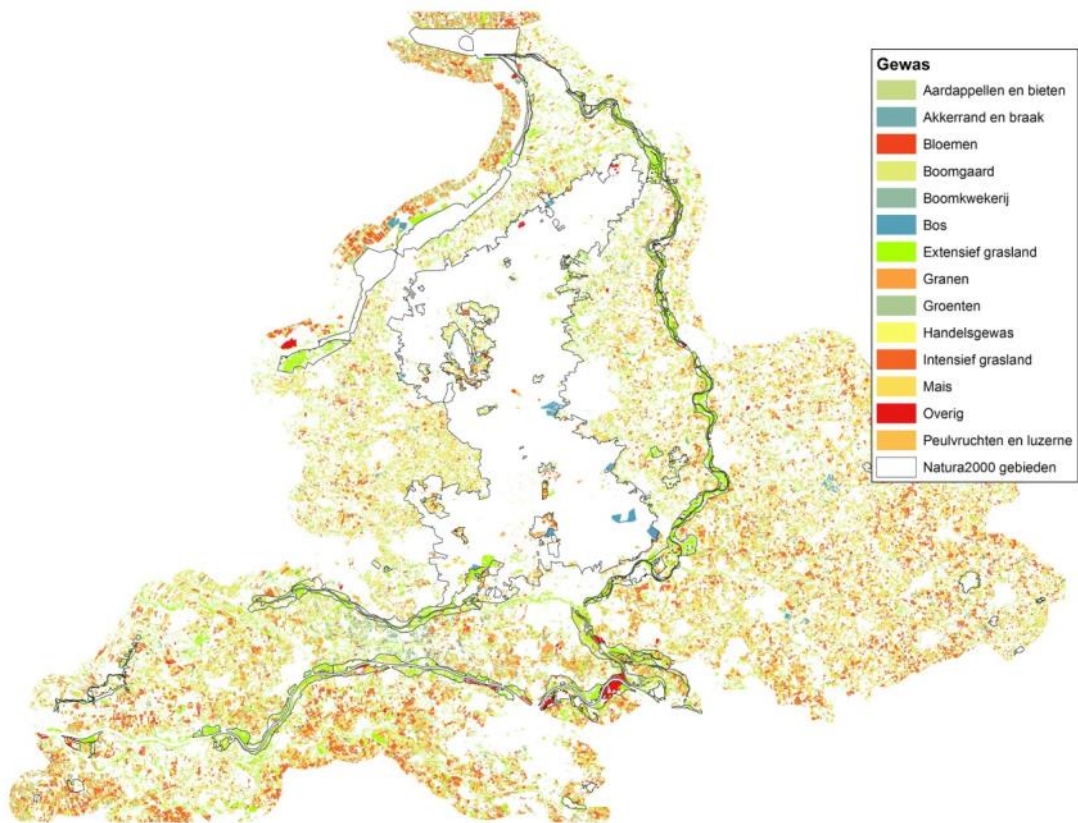 Gewas
Aardappellen en bieten
Akkerrand en braak
Bloemen
Boomgaard
Boomkwekerij
Bos
Extensief grasland
Granen
Groenten
Handelsgewas
Intensief grasland
Mais
Overig
Peulvruchten en luzerne
Natura2000 gebieden